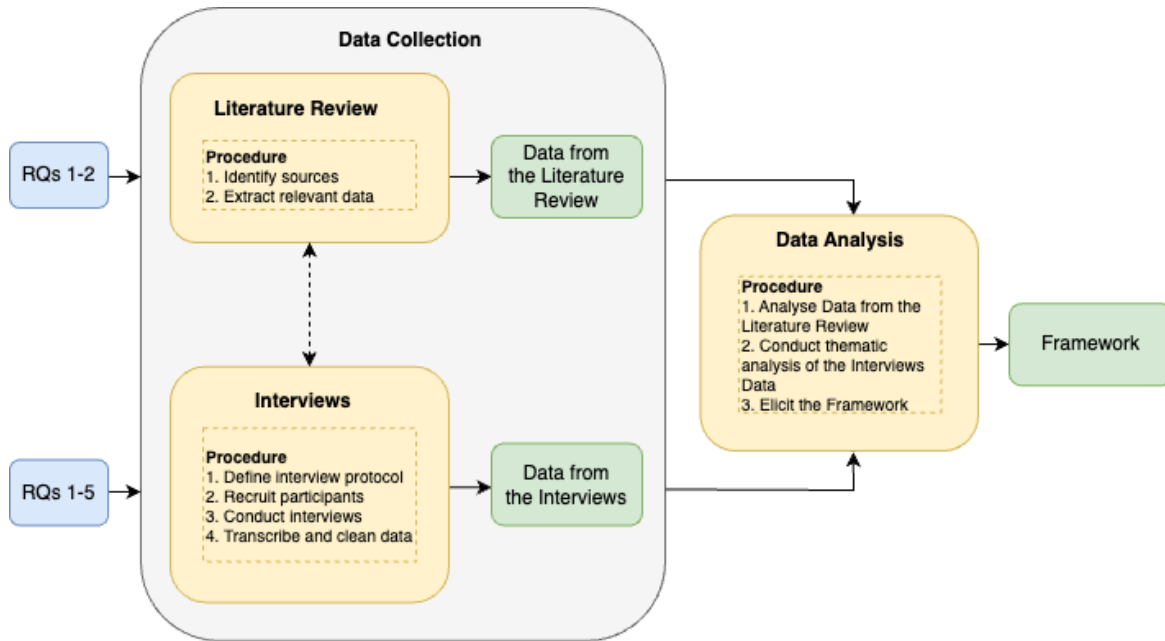 Data Collection
Literature Review
Procedure
1. Identify sources
2. Extract relevant data
RQs 1-2
Data from
the Literature
Review
Data Analysis
Procedure
1. Analyse Data from the
Literature Review
2. Conduct thematic
analysis of the Interviews
Data
3. Elicit the Framework
Framework
Interviews
Procedure
1. Define interview protocol
2. Recruit participants
3. Conduct interviews
4. Transcribe and clean data
RQs 1-5
Data from
the Interviews